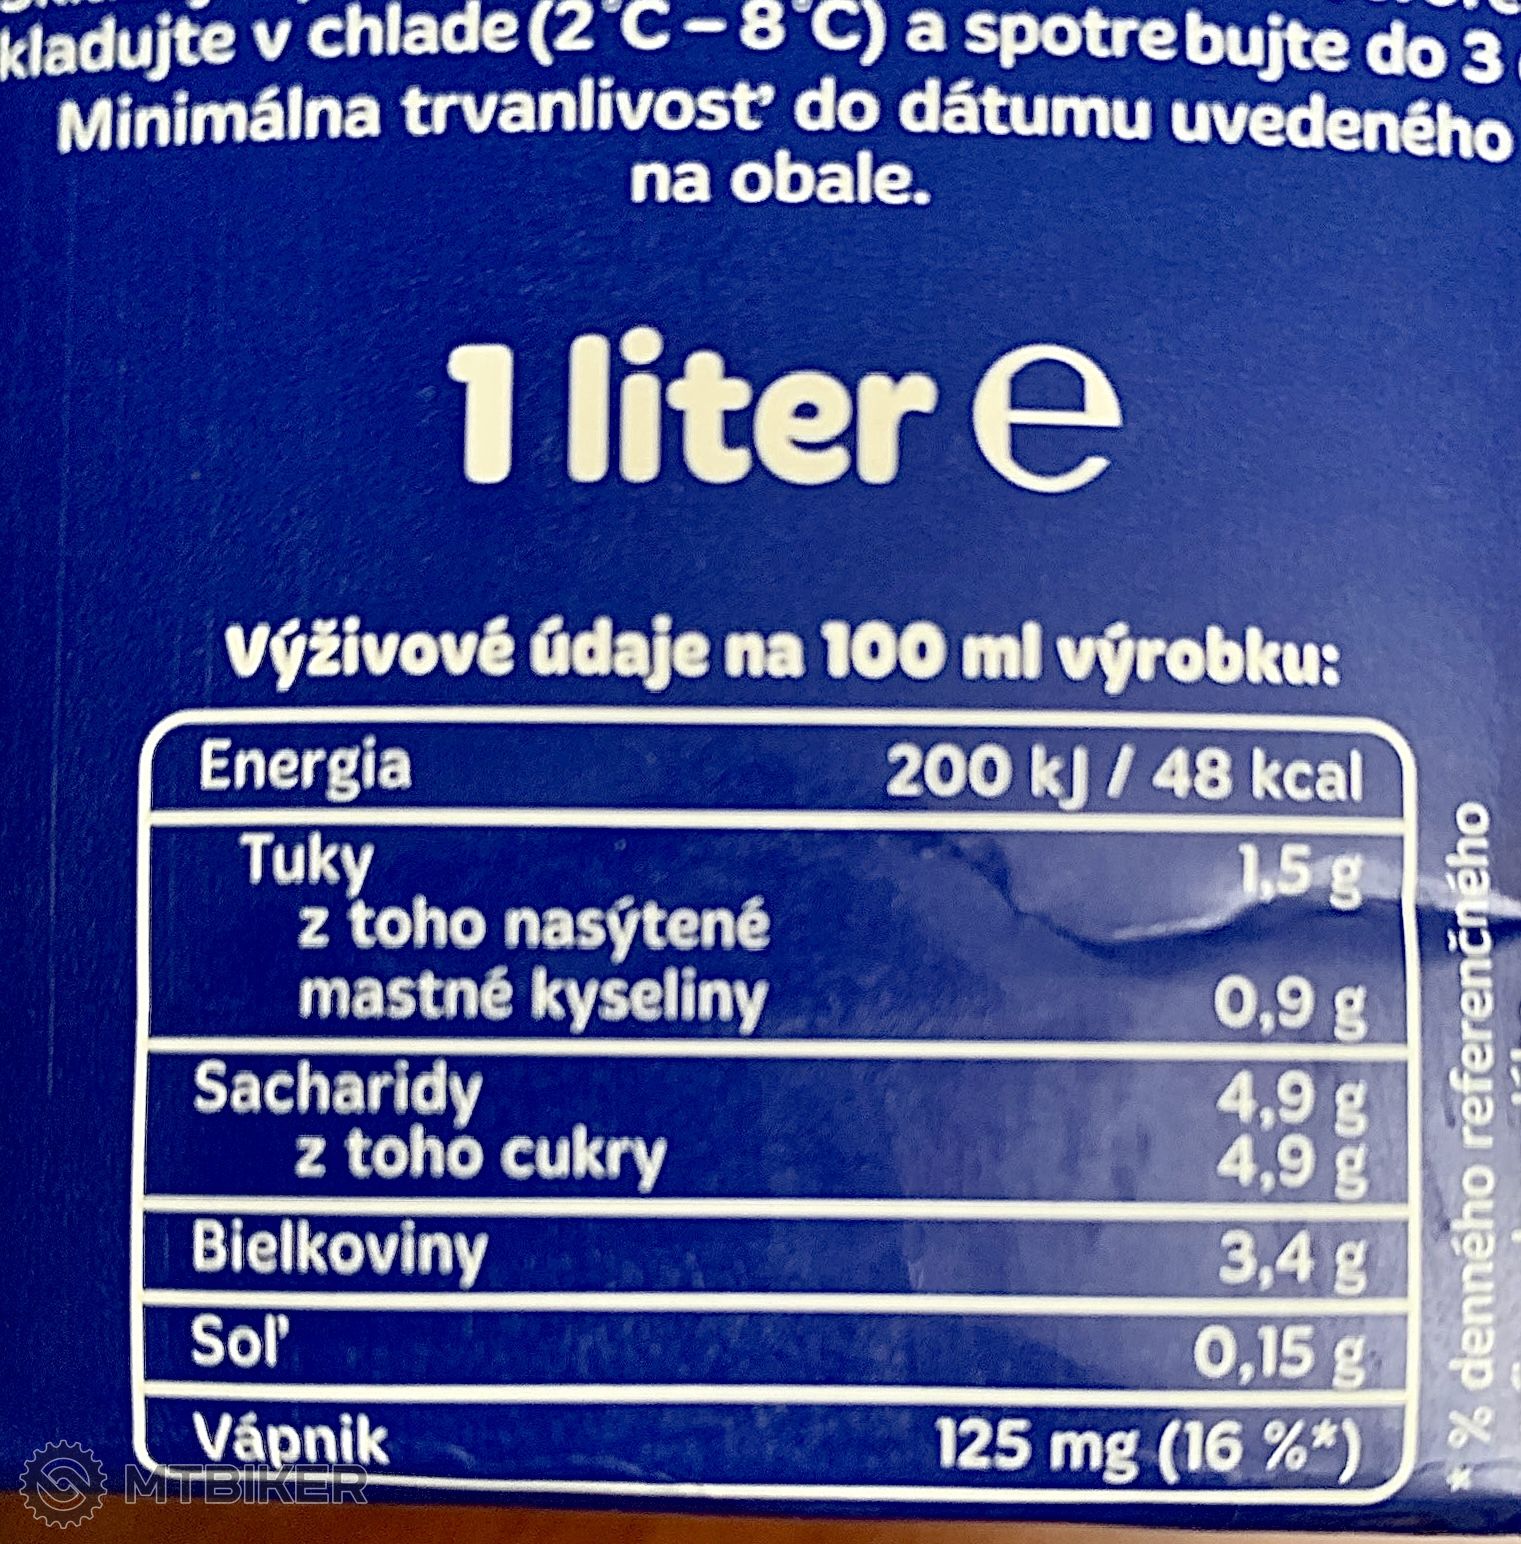 kladujte v chlade (2°C – 8°C) a spotrebujte do 3
Minimálna trvanlivosť do dátumu uvedeného
na obale.
1 liter e
Výživové údaje na 100 ml výrobku:
Energia 200 kJ / 48 kcal
Tuky 1,5 g
z toho nasýtené
mastné kyseliny 0,9 g
Sacharidy 4,9 g
z toho cukry 4,9 g
Bielkoviny 3,4 g
Soľ 0,15 g
Vápnik 125 mg (16 %*)
* % denného referenčného
MTBIKER